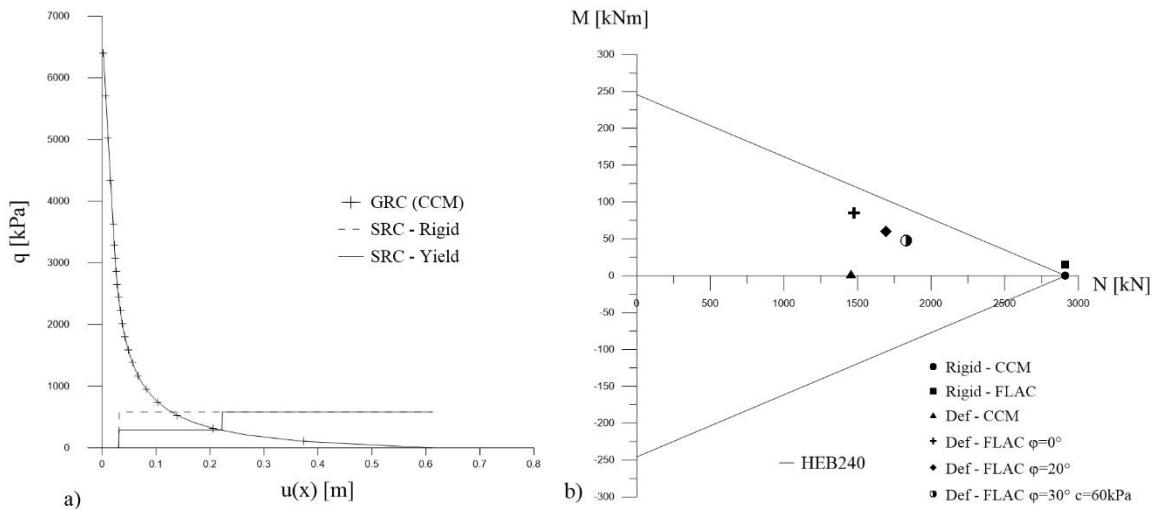 7000
6000
5000
4000
3000
2000
1000
0
q [kPa]
0
0.1
0.2
0.3
0.4
0.5
0.6
0.7
0.8
u(x) [m]
a)
GRC (CCM)
SRC - Rigid
SRC - Yield
M [kNm]
300
250
200
150
100
50
0
-50
-100
-150
-200
-250
-300
0
500
1000
1500
2000
2500
3000
N [kN]
b)
Rigid - CCM
Rigid - FLAC
Def - CCM
Def - FLAC φ=0°
Def - FLAC φ=20°
Def - FLAC φ=30° c=60kPa
HEB240